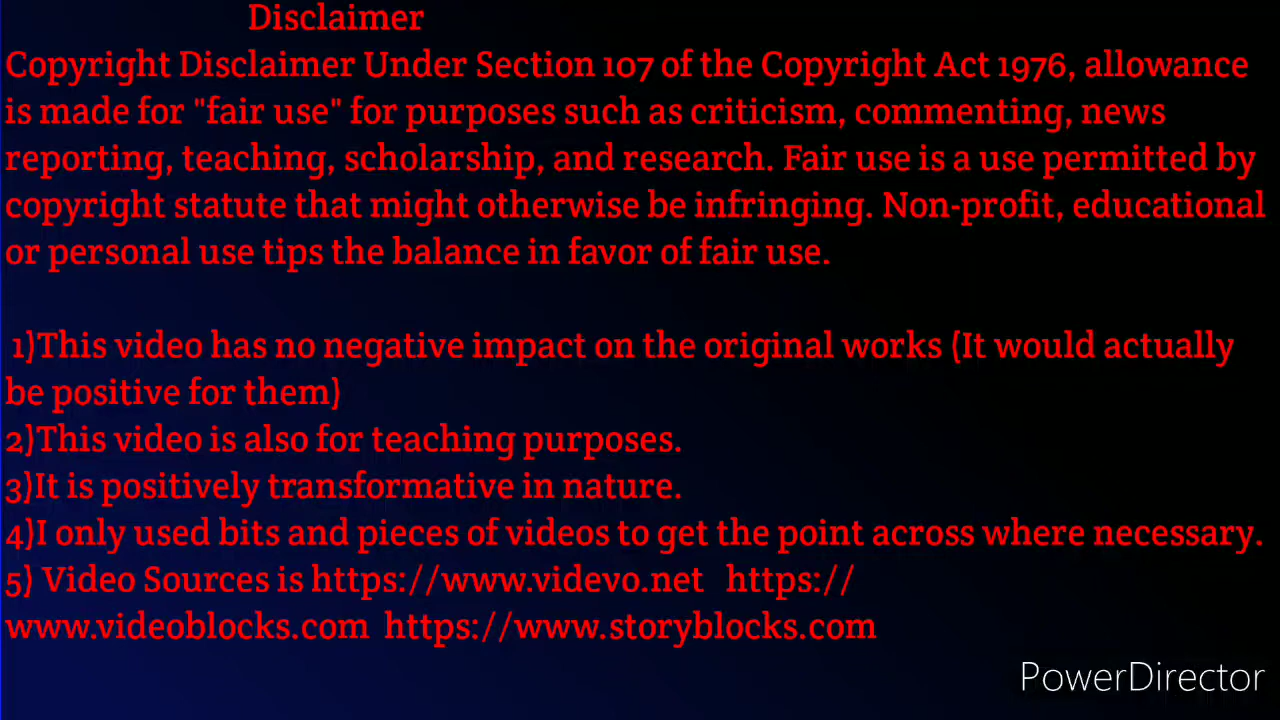 Disclaimer
Copyright Disclaimer Under Section 107 of the Copyright Act 1976, allowance
is made for "fair use" for purposes such as criticism, commenting, news
reporting, teaching, scholarship, and research. Fair use is a use permitted by
copyright statute that might otherwise be infringing. Non-profit, educational
or personal use tips the balance in favor of fair use.
1)This video has no negative impact on the original works (It would actually
be positive for them)
2)This video is also for teaching purposes.
3)It is positively transformative in nature.
4)I only used bits and pieces of videos to get the point across where necessary.
5) Video Sources is https://www.videvo.net https://
www.videoblocks.com https://www.storyblocks.com
PowerDirector